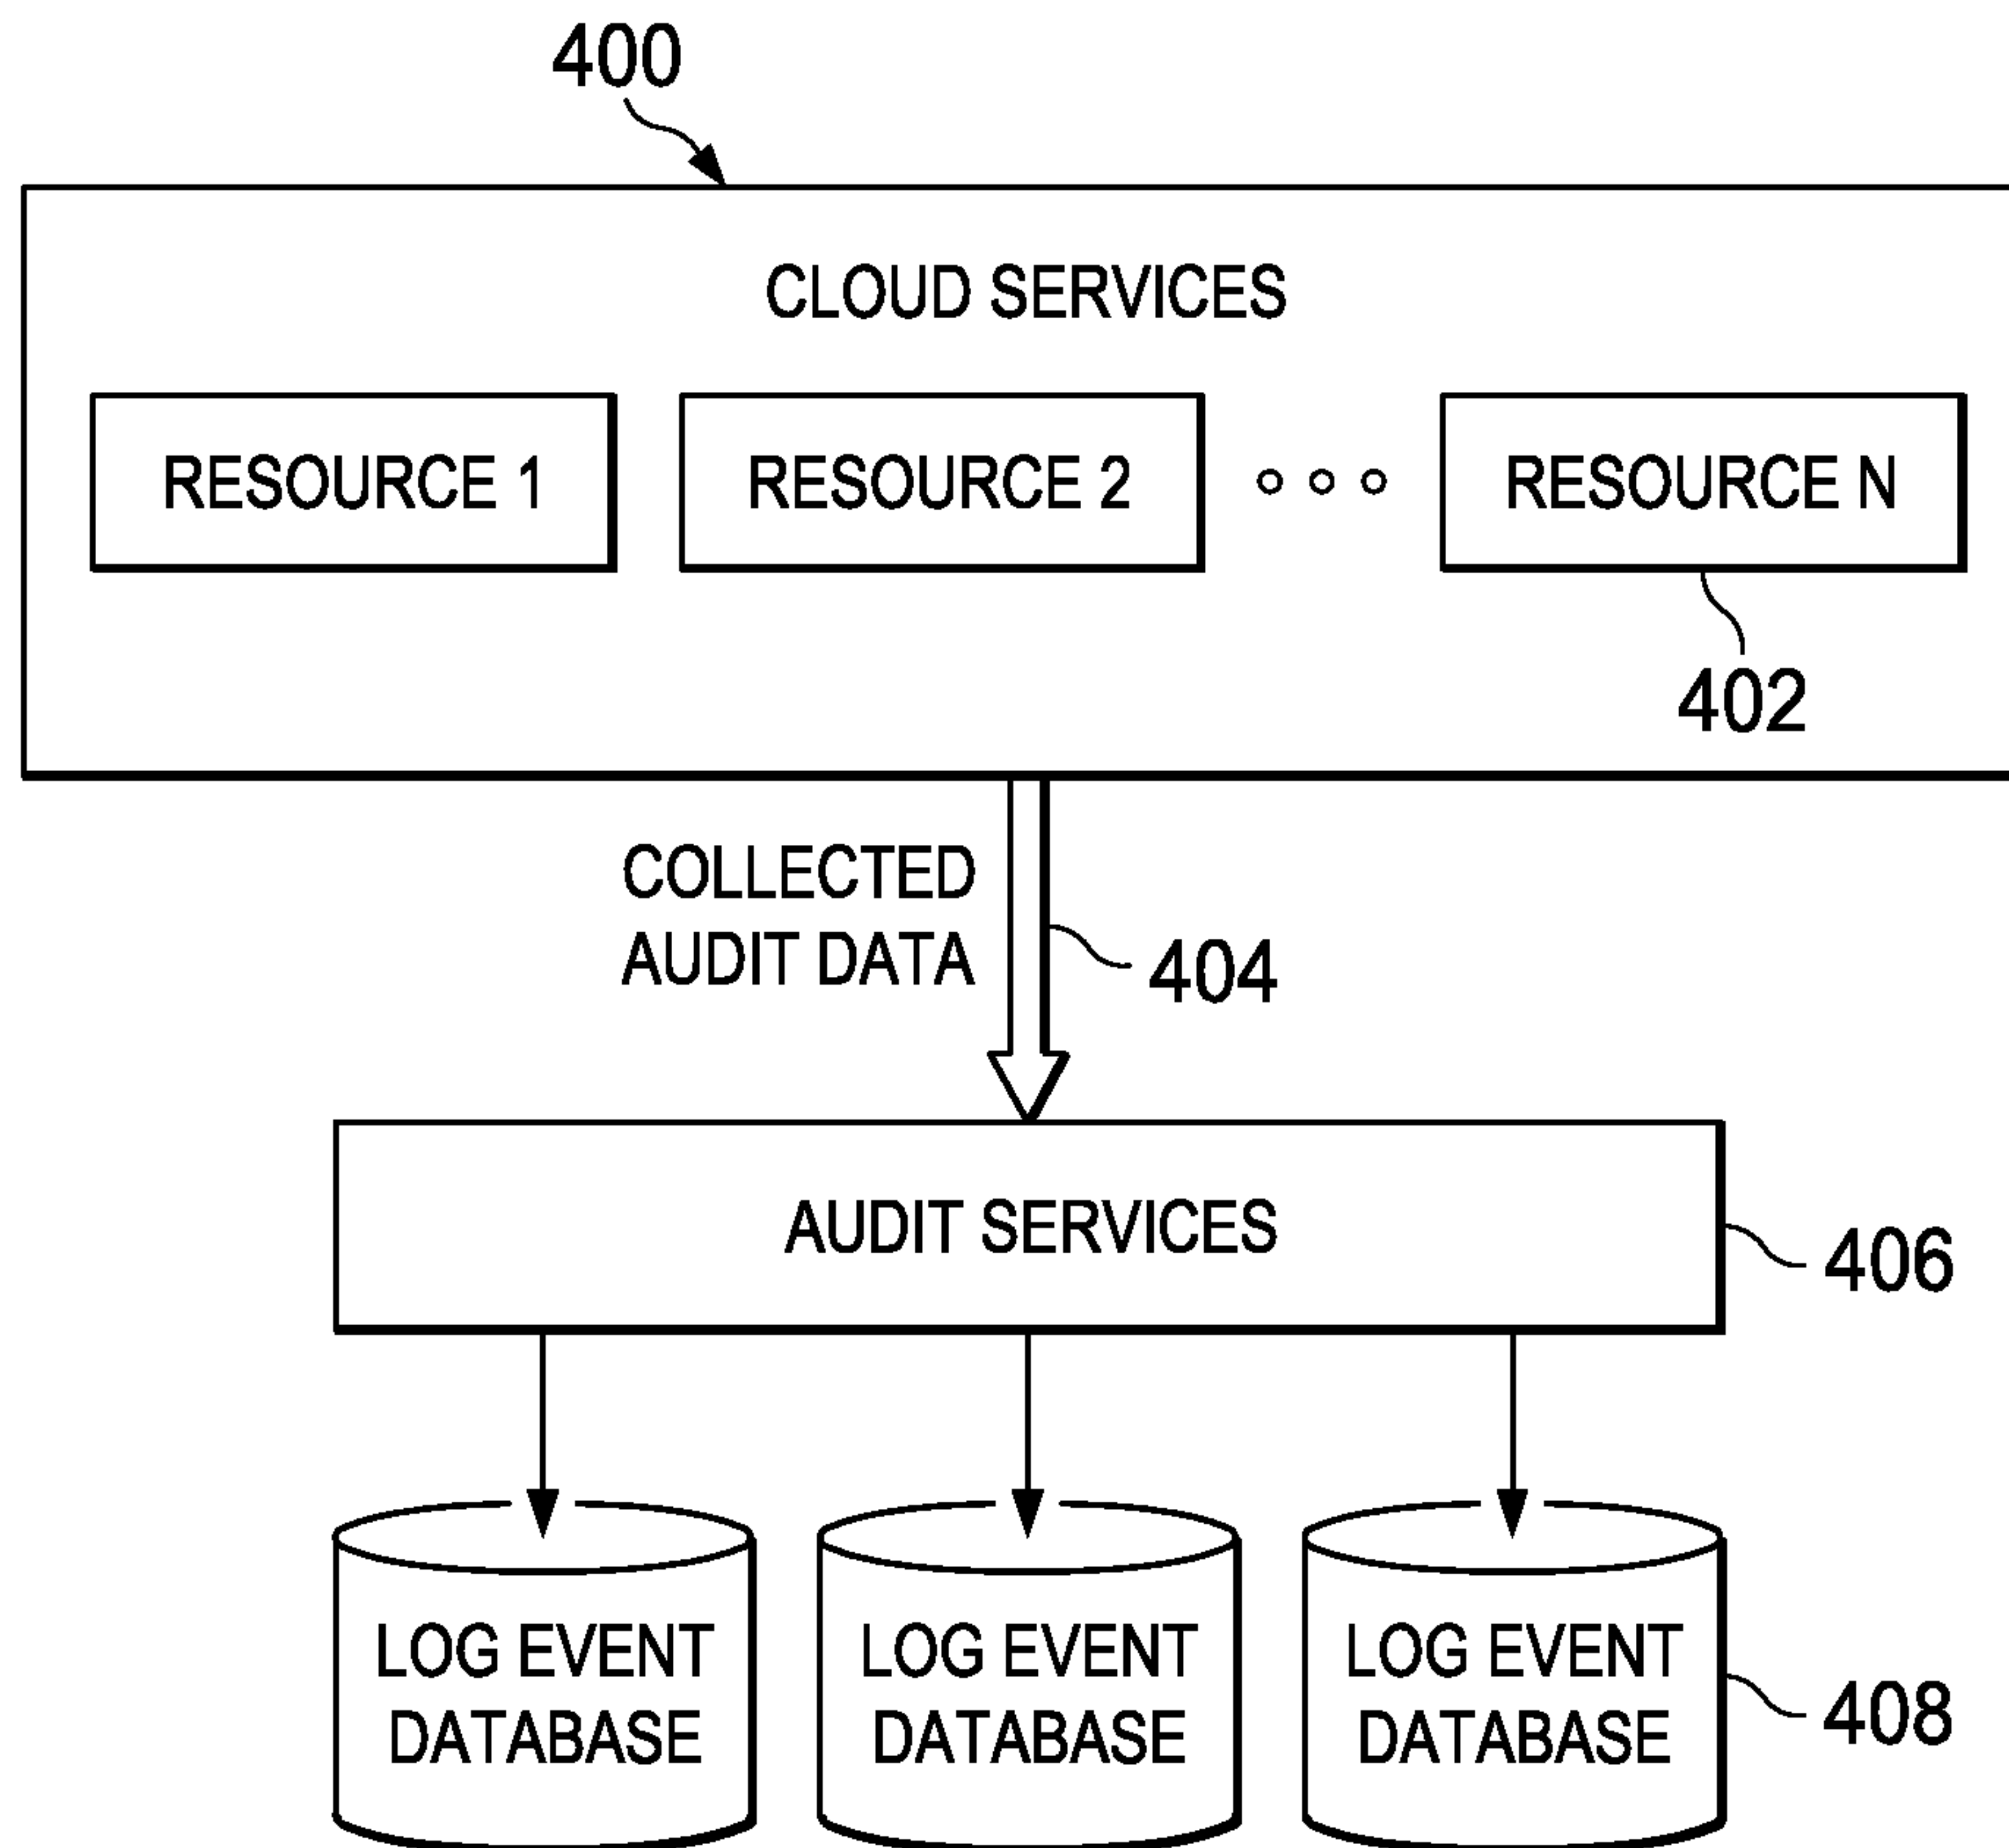 400
CLOUD SERVICES
RESOURCE 1
RESOURCE 2
RESOURCE N
402
COLLECTED
AUDIT DATA
404
AUDIT SERVICES
406
LOG EVENT
DATABASE
LOG EVENT
DATABASE
LOG EVENT
DATABASE
408